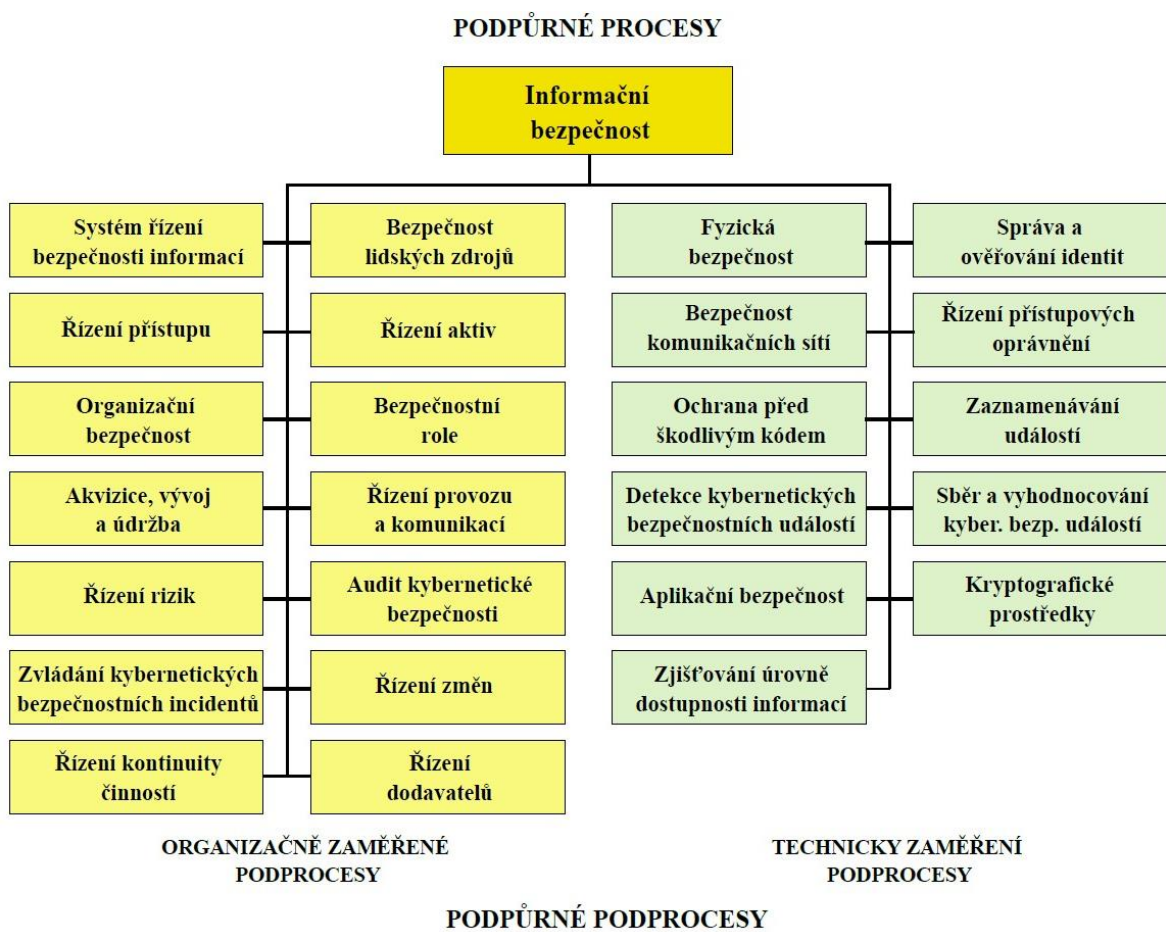 PODPŮRNÉ PROCESY
Informační
bezpečnost
Systém řízení
bezpečnosti informací
Bezpečnost
lidských zdrojů
Fyzická
bezpečnost
Správa a
ověřování identit
Řízení přístupu
Řízení aktiv
Bezpečnost
komunikačních sítí
Řízení přístupových
oprávnění
Organizační
bezpečnost
Bezpečnostní
role
Ochrana před
škodlivým kódem
Zaznamenávání
událostí
Akvizice, vývoj
a údržba
Řízení provozu
a komunikací
Detekce kybernetických
bezpečnostních událostí
Sběr a vyhodnocování
kyber. bezp. událostí
Řízení rizik
Audit kybernetické
bezpečnosti
Aplikační bezpečnost
Kryptografické
prostředky
Zvládání kybernetických
bezpečnostních incidentů
Řízení změn
Zjišťování úrovně
dostupnosti informací
Řízení kontinuity
činností
Řízení
dodavatelů
ORGANIZAČNĚ ZAMĚŘENÉ
PODPROCESY
TECHNICKY ZAMĚŘENÍ
PODPROCESY
PODPŮRNÉ PODPROCESY